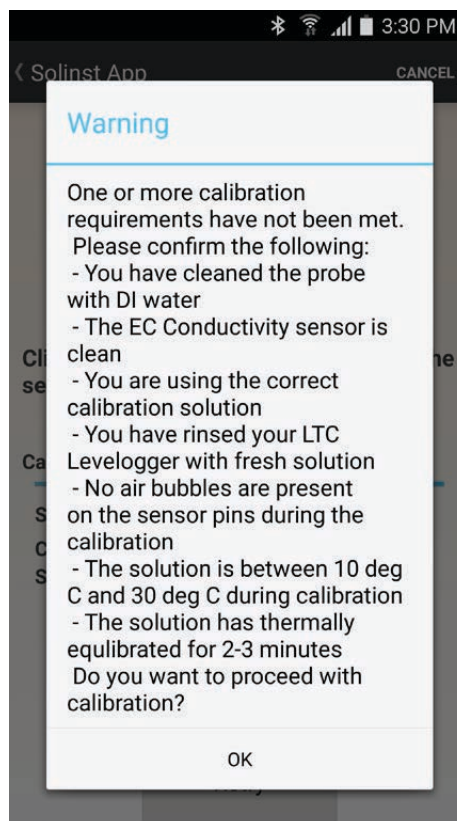 3:30 PM
Solinst App
CANCEL
Warning
One or more calibration
requirements have not been met.
Please confirm the following:
- You have cleaned the probe
with DI water
- The EC Conductivity sensor is
clean
- You are using the correct
calibration solution
- You have rinsed your LTC
Levelogger with fresh solution
- No air bubbles are present
on the sensor pins during the
calibration
- The solution is between 10 deg
C and 30 deg C during calibration
- The solution has thermally
equlibrated for 2-3 minutes
Do you want to proceed with
calibration?
OK